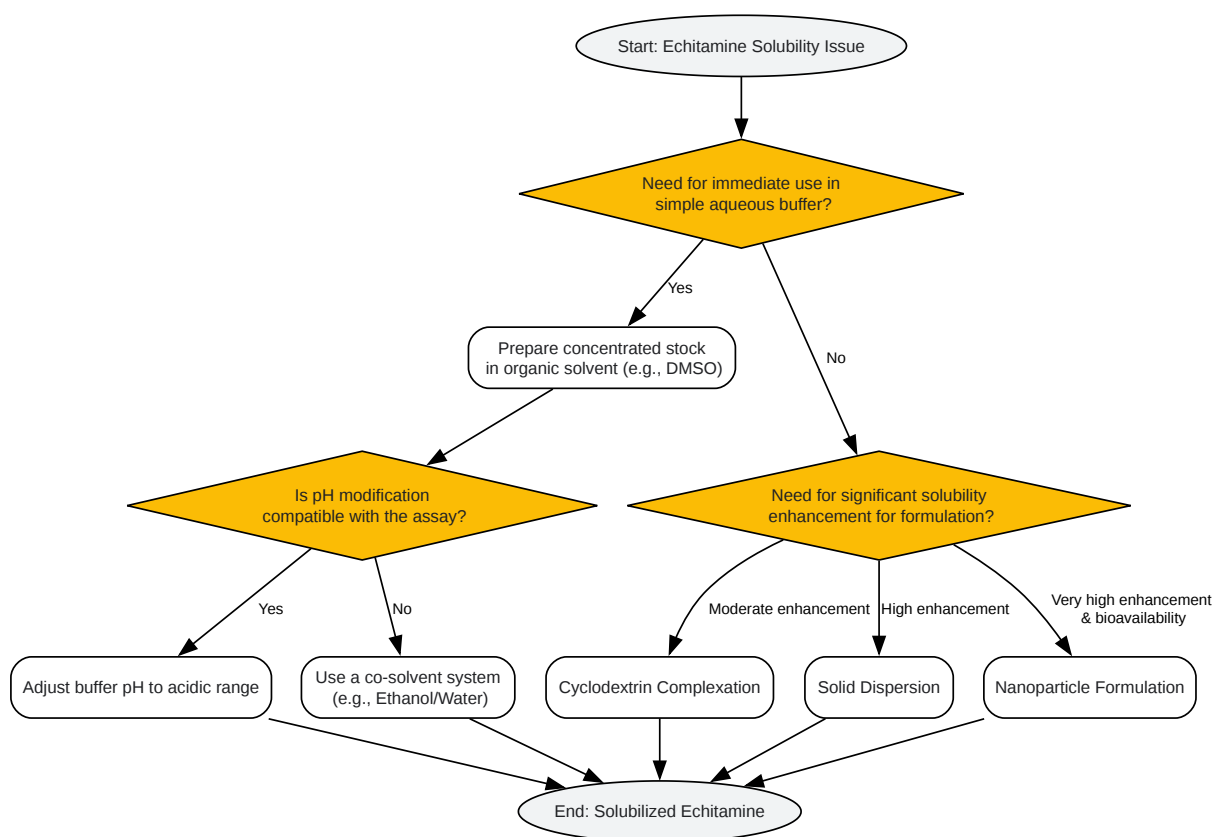 Start: Echitamine Solubility Issue
Need for immediate use in
simple aqueous buffer?
Yes
No
Prepare concentrated stock
in organic solvent (e.g., DMSO)
Is pH modification
compatible with the assay?
Need for significant solubility
enhancement for formulation?
Yes
No
Moderate enhancement
High enhancement
Very high enhancement
& bioavailability
Adjust buffer pH to acidic range
Use a co-solvent system
(e.g., Ethanol/Water)
Cyclodextrin Complexation
Solid Dispersion
Nanoparticle Formulation
End: Solubilized Echitamine